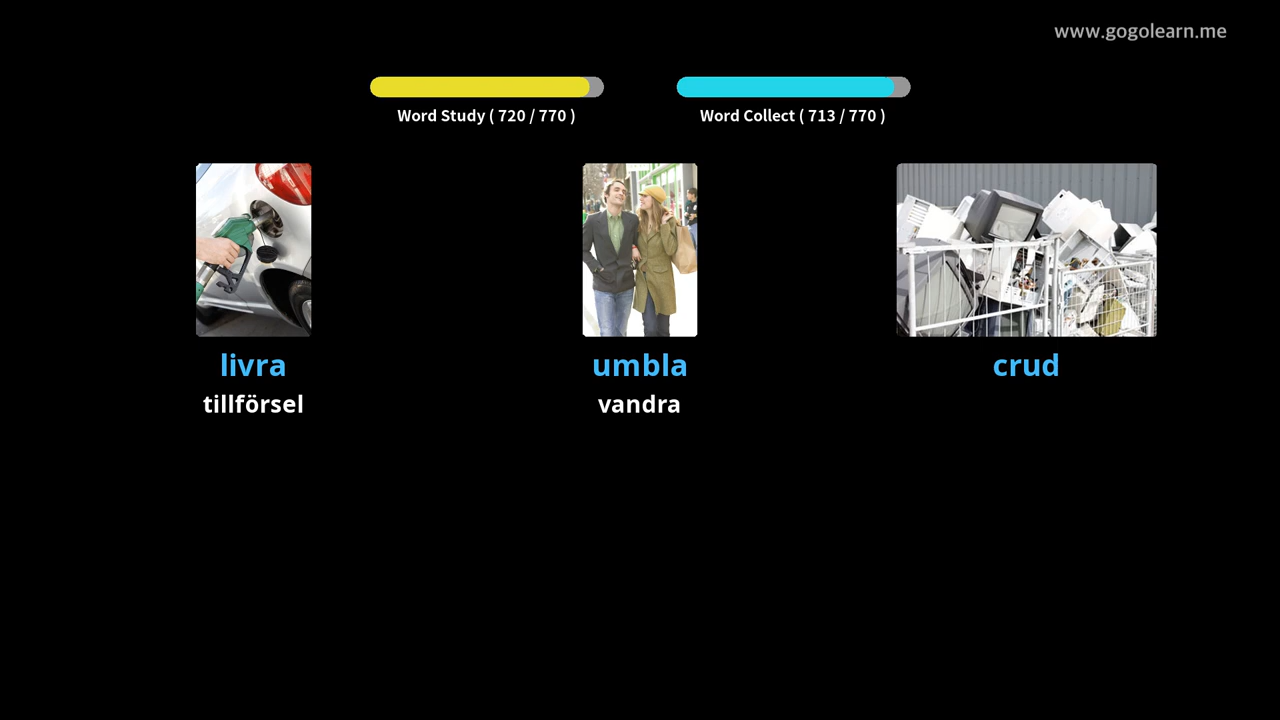 www.gogolearn.me
Word Study ( 720 / 770 )
Word Collect ( 713 / 770 )
livra
tillförsel
umbla
vandra
crud